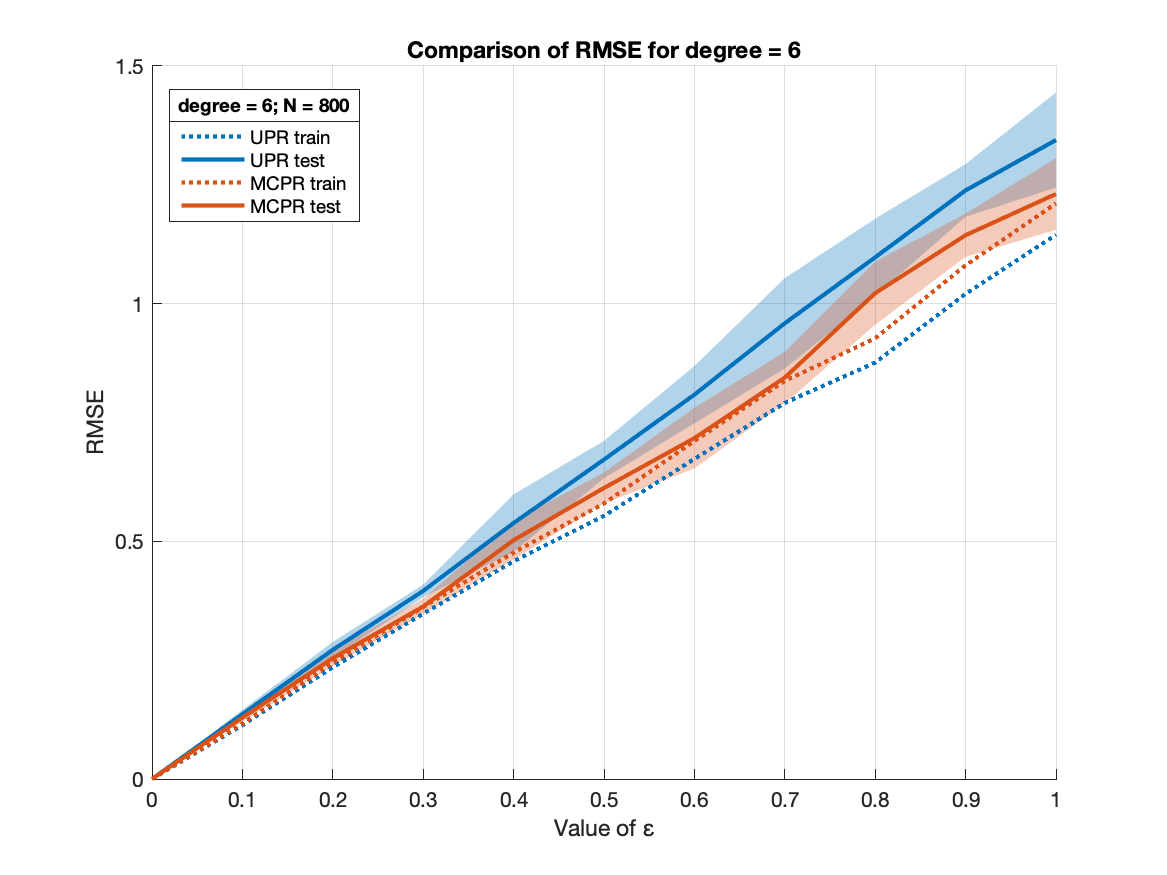 Comparison of RMSE for degree = 6
1.5
degree = 6; N = 800
UPR train
UPR test
MCPR train
MCPR test
1
RMSE
0.5
0
0 0.1 0.2 0.3 0.4 0.5 0.6 0.7 0.8 0.9 1
Value of ε